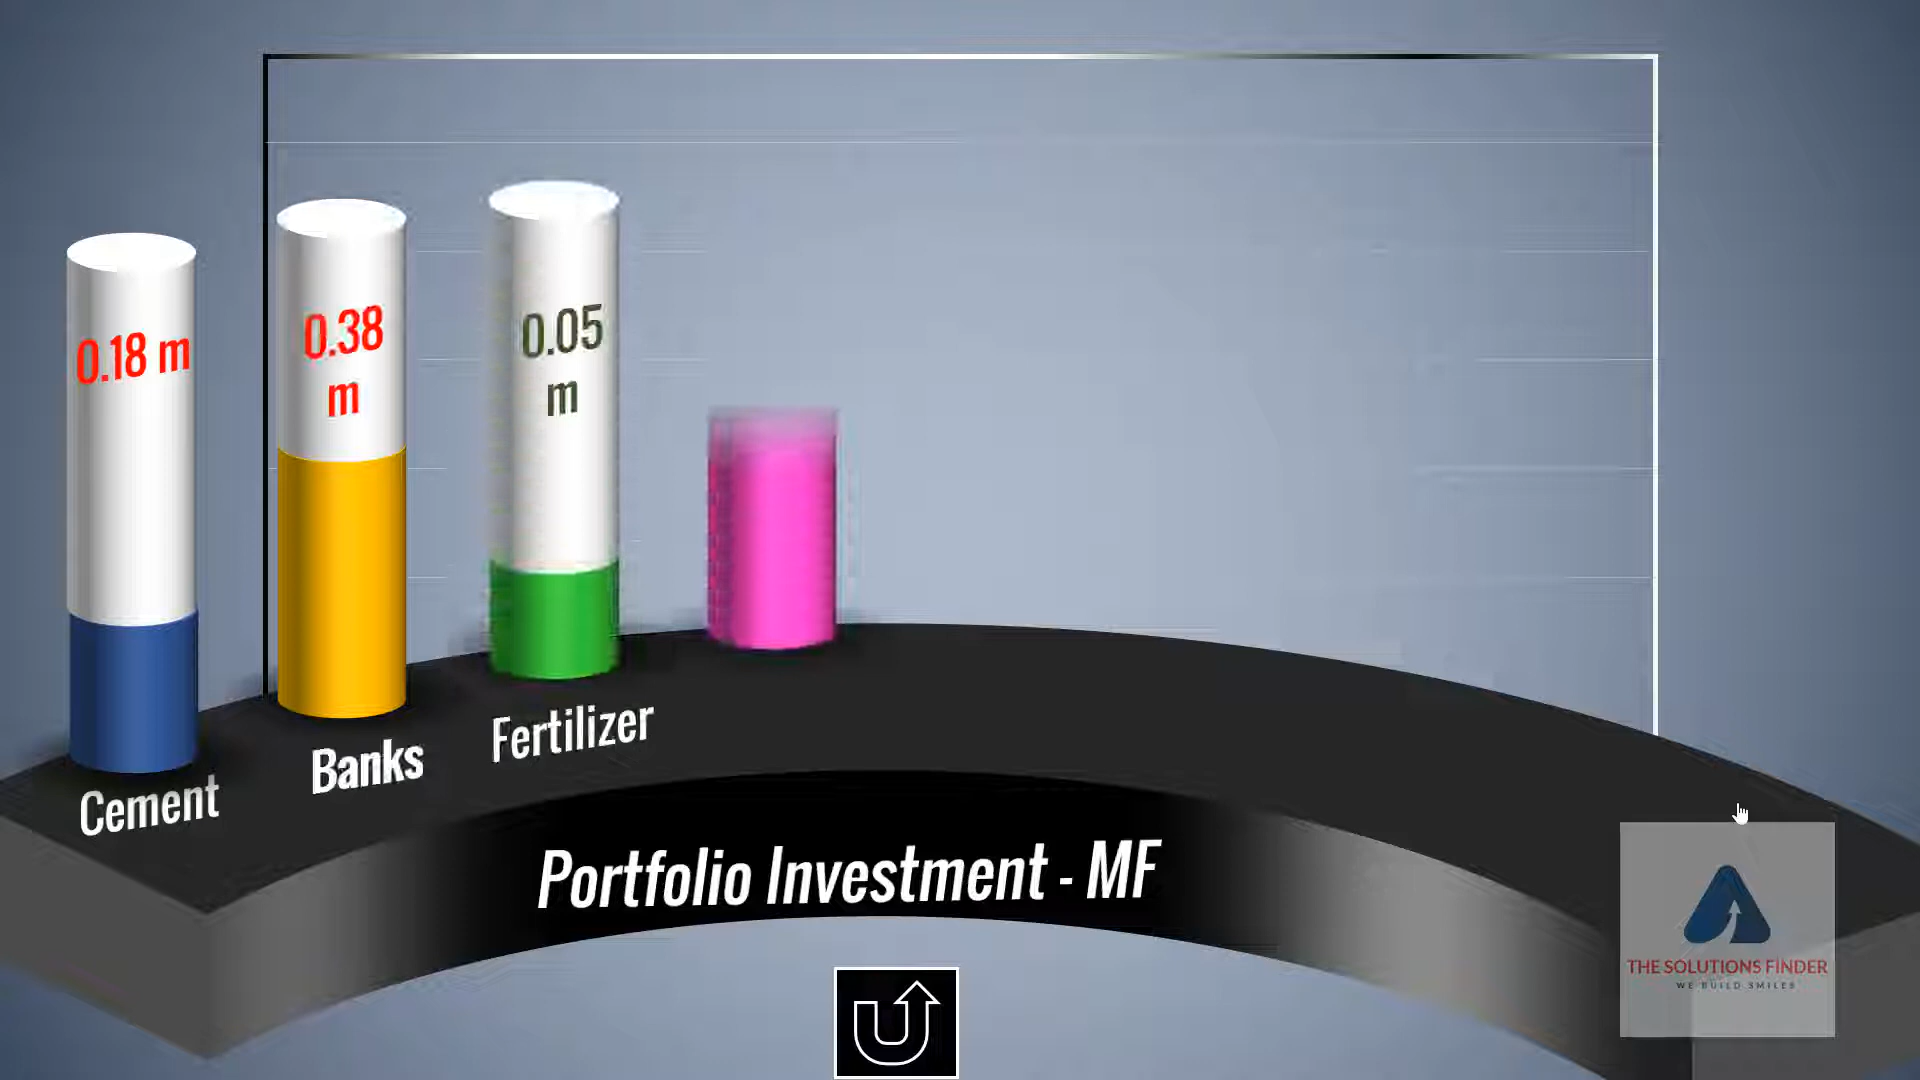 0.18 m
0.38
m
0.05
m
Cement
Banks
Fertilizer
Portfolio Investment - MF
THE SOLUTIONS FINDER
WE BUILD SMILES